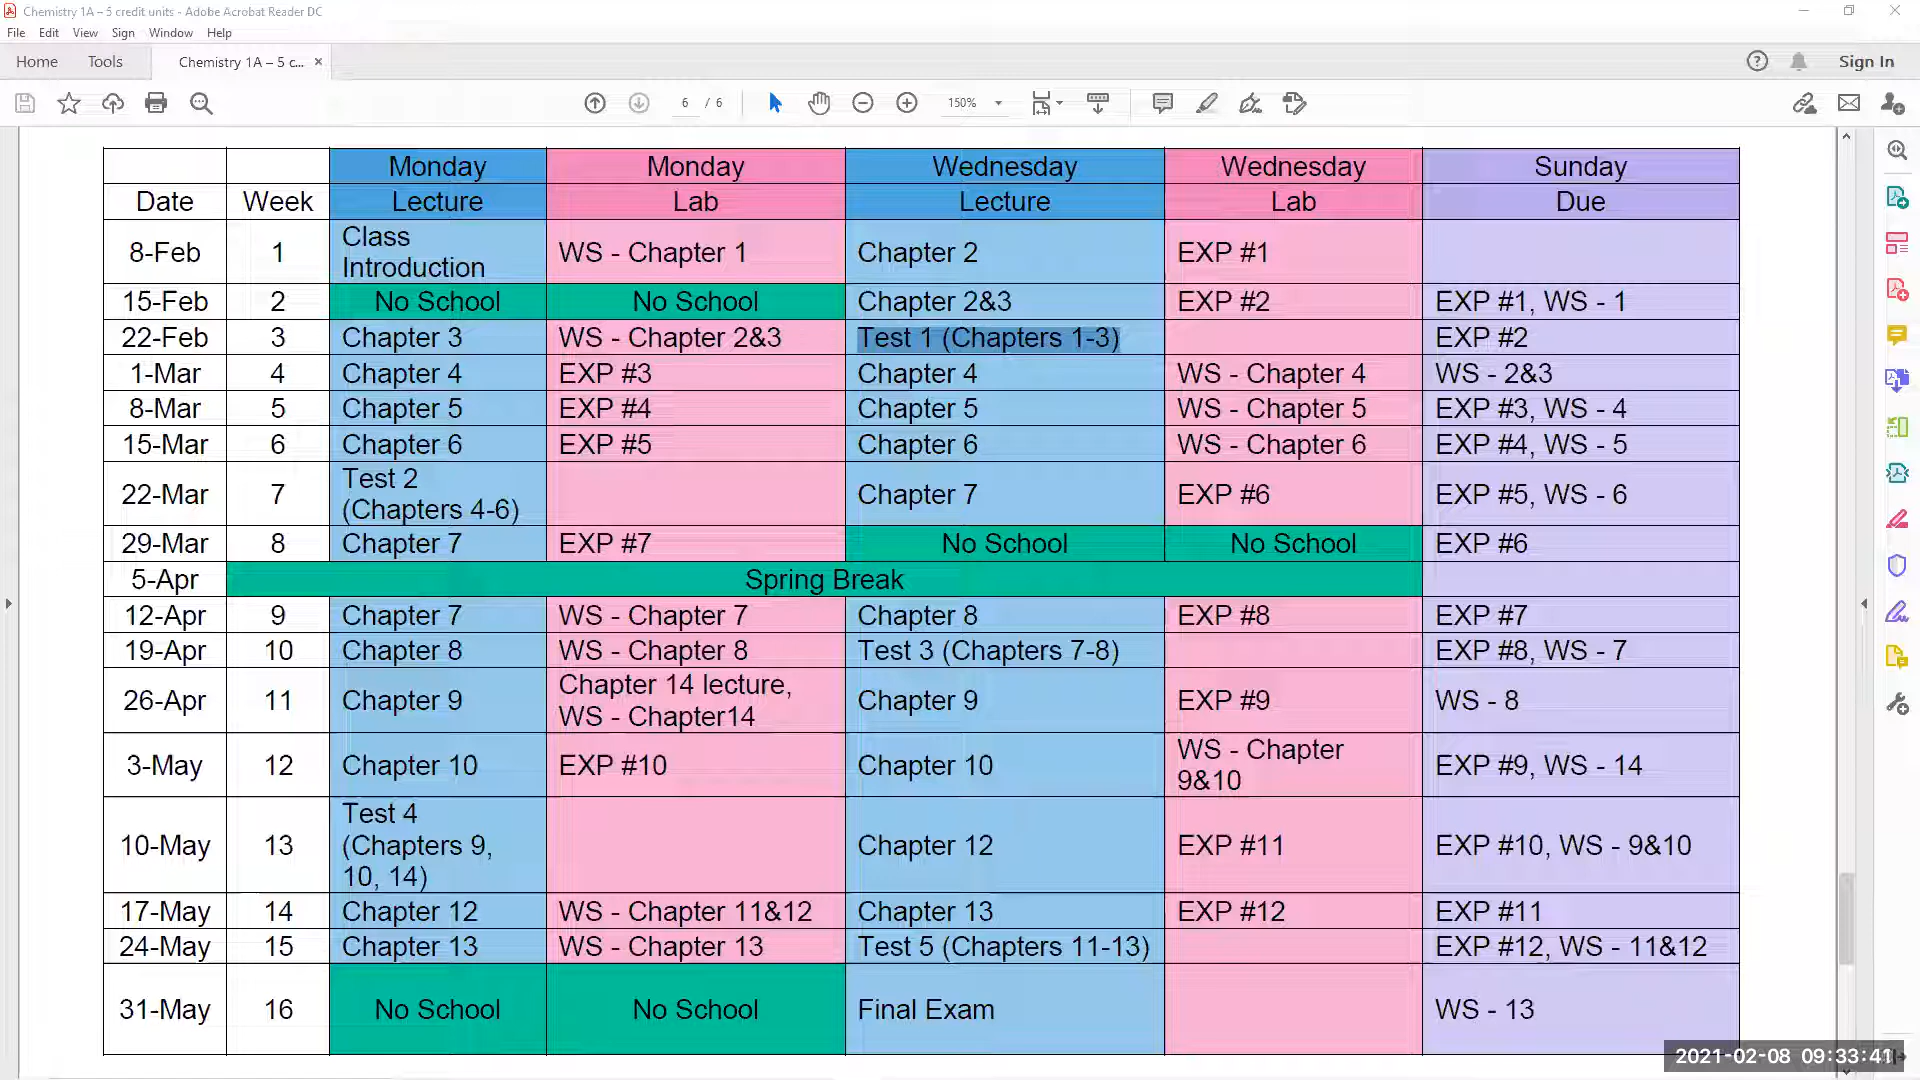 Chemistry 1A – 5 credit units - Adobe Acrobat Reader DC
File Edit View Sign Window Help
Home Tools Chemistry 1A – 5 c... × Sign In
6 / 6 150%
Monday Monday Wednesday Wednesday Sunday
Date Week Lecture Lab Lecture Lab Due
8-Feb 1 Class Introduction WS - Chapter 1 Chapter 2 EXP #1
15-Feb 2 No School No School Chapter 2&3 EXP #2 EXP #1, WS - 1
22-Feb 3 Chapter 3 WS - Chapter 2&3 Test 1 (Chapters 1-3) EXP #2
1-Mar 4 Chapter 4 EXP #3 Chapter 4 WS - Chapter 4 WS - 2&3
8-Mar 5 Chapter 5 EXP #4 Chapter 5 WS - Chapter 5 EXP #3, WS - 4
15-Mar 6 Chapter 6 EXP #5 Chapter 6 WS - Chapter 6 EXP #4, WS - 5
22-Mar 7 Test 2 (Chapters 4-6) Chapter 7 EXP #6 EXP #5, WS - 6
29-Mar 8 Chapter 7 EXP #7 No School No School EXP #6
5-Apr Spring Break
12-Apr 9 Chapter 7 WS - Chapter 7 Chapter 8 EXP #8 EXP #7
19-Apr 10 Chapter 8 WS - Chapter 8 Test 3 (Chapters 7-8) EXP #8, WS - 7
26-Apr 11 Chapter 9 Chapter 14 lecture, WS - Chapter14 Chapter 9 EXP #9 WS - 8
3-May 12 Chapter 10 EXP #10 Chapter 10 WS - Chapter 9&10 EXP #9, WS - 14
10-May 13 Test 4 (Chapters 9, 10, 14) Chapter 12 EXP #11 EXP #10, WS - 9&10
17-May 14 Chapter 12 WS - Chapter 11&12 Chapter 13 EXP #12 EXP #11
24-May 15 Chapter 13 WS - Chapter 13 Test 5 (Chapters 11-13) EXP #12, WS - 11&12
31-May 16 No School No School Final Exam WS - 13
2021-02-08 09:33:41